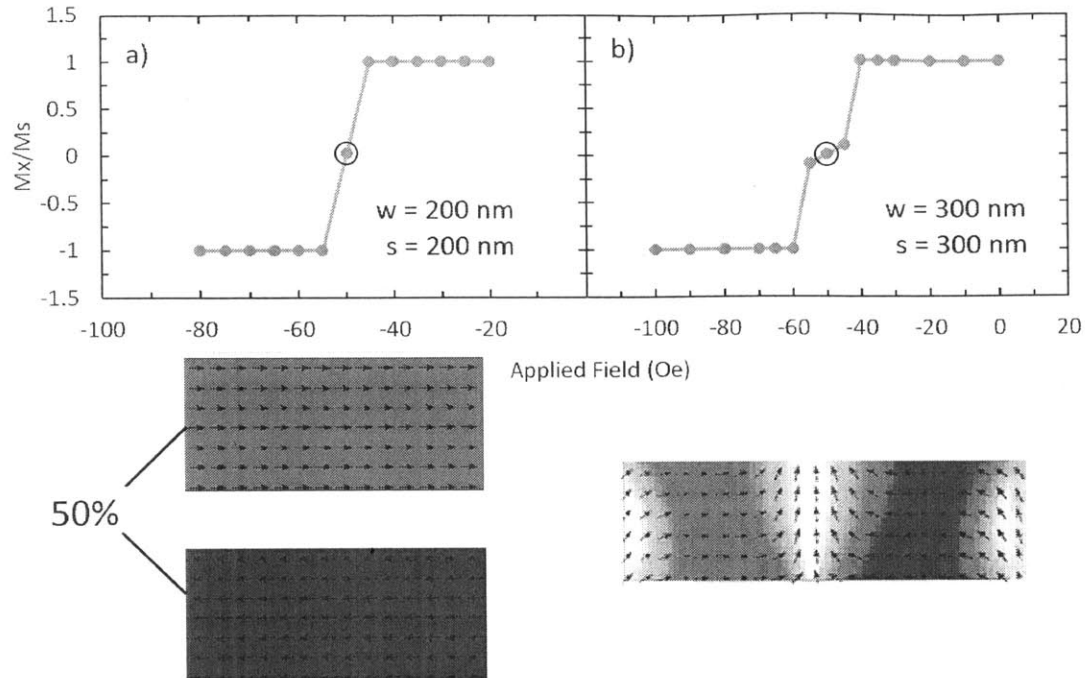 1.5
1
0.5
0
-0.5
-1
-1.5
Mx/Ms
a)
w = 200 nm
s = 200 nm
b)
w = 300 nm
s = 300 nm
-100 -80 -60 -40 -20
-100 -80 -60 -40 -20 0 20
Applied Field (Oe)
50%